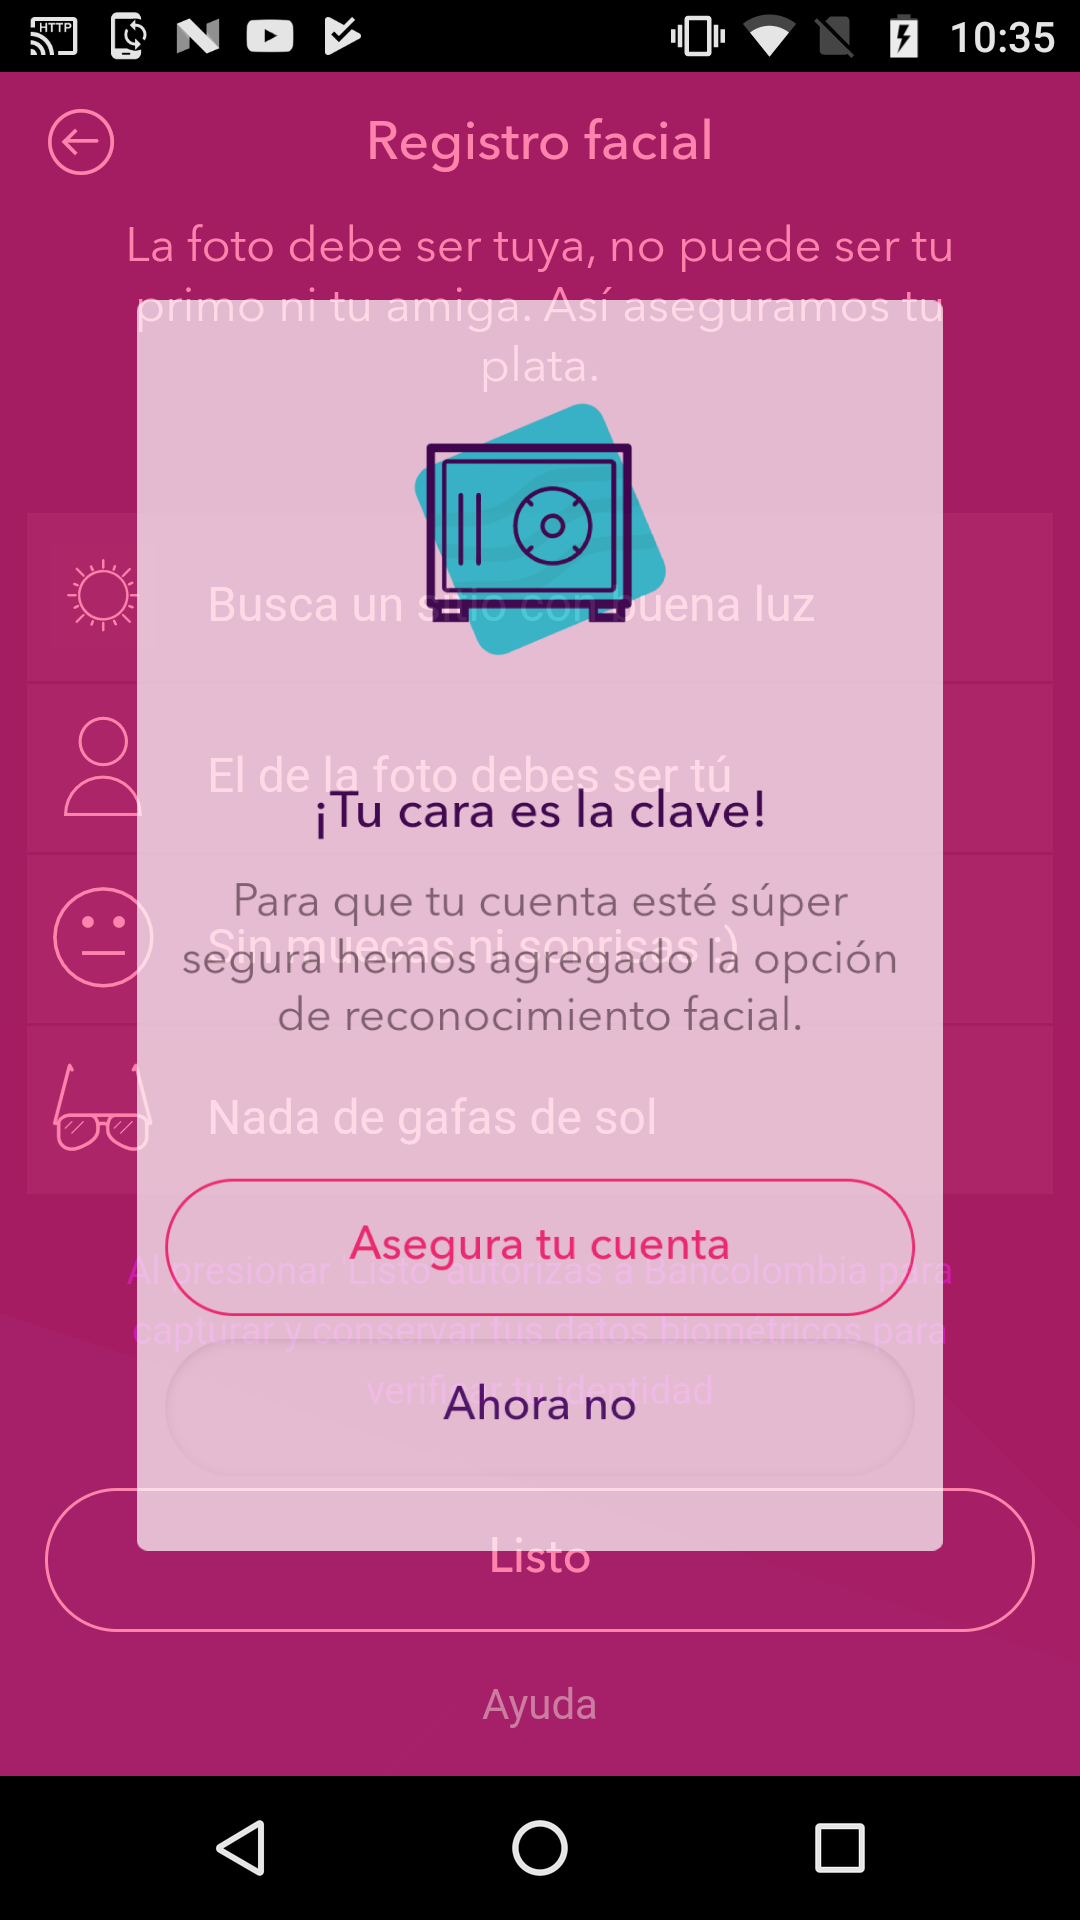 HTTP
10:35
Registro facial
La foto debe ser tuya, no puede ser tu
primo ni tu amiga. Así aseguramos tu
plata.
Busca un sitio con buena luz
El de la foto debes ser tú
¡Tu cara es la clave!
Para que tu cuenta esté súper
Sin muecas ni sonrisas :)
segura hemos agregado la opción
de reconocimiento facial.
Nada de gafas de sol
Asegura tu cuenta
Al presionar 'Listo' autorizas a Bancolombia para
capturar y conservar tus datos biométricos para
verificar tu identidad
Ahora no
Listo
Ayuda